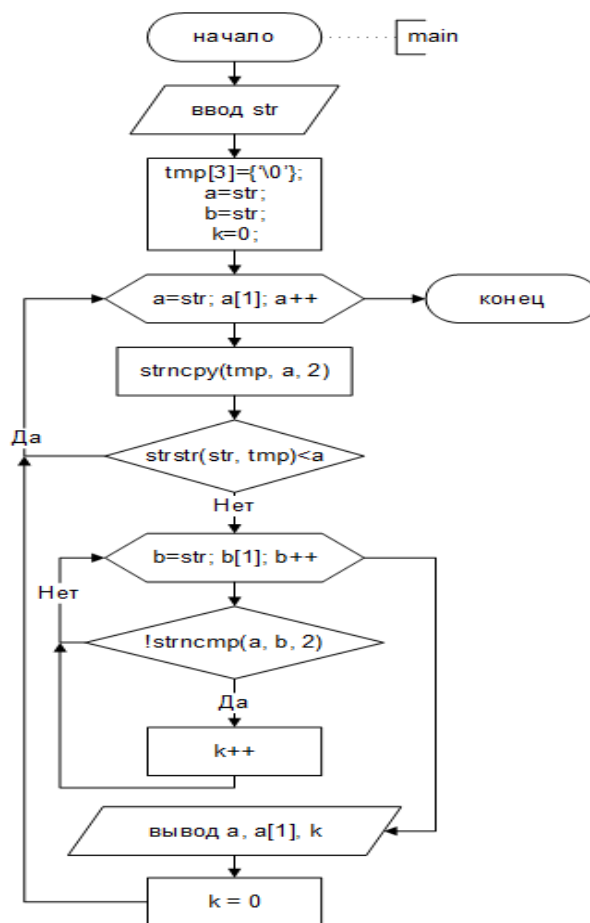 начало
main
ввод str
tmp[3]={'\0'};
a=str;
b=str;
k=0;
a=str; a[1]; a++
конец
strncpy(tmp, a, 2)
Да
strstr(str, tmp)<a
Нет
b=str; b[1]; b++
Нет
!strncmp(a, b, 2)
Да
k++
вывод a, a[1], k
k = 0